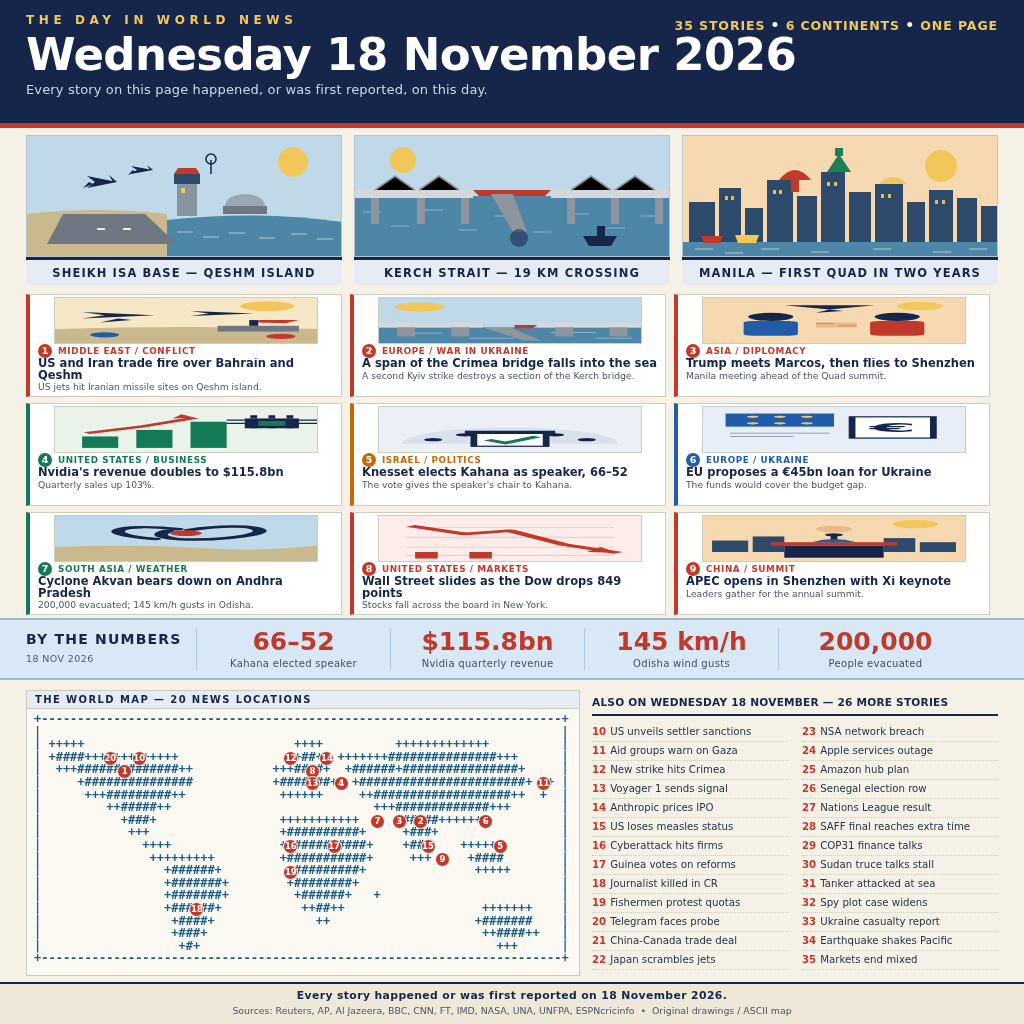 THE DAY IN WORLD NEWS
35 STORIES • 6 CONTINENTS • ONE PAGE
Wednesday 18 November 2026
Every story on this page happened, or was first reported, on this day.
SHEIKH ISA BASE — QESHM ISLAND
KERCH STRAIT — 19 KM CROSSING
MANILA — FIRST QUAD IN TWO YEARS
1 MIDDLE EAST / CONFLICT
US and Iran trade fire over Bahrain and
Qeshm
US jets hit Iranian missile sites on Qeshm island.
2 EUROPE / WAR IN UKRAINE
A span of the Crimea bridge falls into the sea
A second Kyiv strike destroys a section of the Kerch bridge.
3 ASIA / DIPLOMACY
Trump meets Marcos, then flies to Shenzhen
Manila meeting ahead of the Quad summit.
4 UNITED STATES / BUSINESS
Nvidia's revenue doubles to $115.8bn
Quarterly sales up 103%.
5 ISRAEL / POLITICS
Knesset elects Kahana as speaker, 66–52
The vote gives the speaker's chair to Kahana.
€
6 EUROPE / UKRAINE
EU proposes a €45bn loan for Ukraine
The funds would cover the budget gap.
7 SOUTH ASIA / WEATHER
Cyclone Akvan bears down on Andhra
Pradesh
200,000 evacuated; 145 km/h gusts in Odisha.
8 UNITED STATES / MARKETS
Wall Street slides as the Dow drops 849
points
Stocks fall across the board in New York.
9 CHINA / SUMMIT
APEC opens in Shenzhen with Xi keynote
Leaders gather for the annual summit.
BY THE NUMBERS
18 NOV 2026
66–52
Kahana elected speaker
$115.8bn
Nvidia quarterly revenue
145 km/h
Odisha wind gusts
200,000
People evacuated
THE WORLD MAP — 20 NEWS LOCATIONS
20 10 12 14
1 8
13 4 11
7 3 2 6
16 17 15 5
9
19
18
ALSO ON WEDNESDAY 18 NOVEMBER — 26 MORE STORIES
10 US unveils settler sanctions
11 Aid groups warn on Gaza
12 New strike hits Crimea
13 Voyager 1 sends signal
14 Anthropic prices IPO
15 US loses measles status
16 Cyberattack hits firms
17 Guinea votes on reforms
18 Journalist killed in CR
19 Fishermen protest quotas
20 Telegram faces probe
21 China-Canada trade deal
22 Japan scrambles jets
23 NSA network breach
24 Apple services outage
25 Amazon hub plan
26 Senegal election row
27 Nations League result
28 SAFF final reaches extra time
29 COP31 finance talks
30 Sudan truce talks stall
31 Tanker attacked at sea
32 Spy plot case widens
33 Ukraine casualty report
34 Earthquake shakes Pacific
35 Markets end mixed
Every story happened or was first reported on 18 November 2026.
Sources: Reuters, AP, Al Jazeera, BBC, CNN, FT, IMD, NASA, UNA, UNFPA, ESPNcricinfo • Original drawings / ASCII map